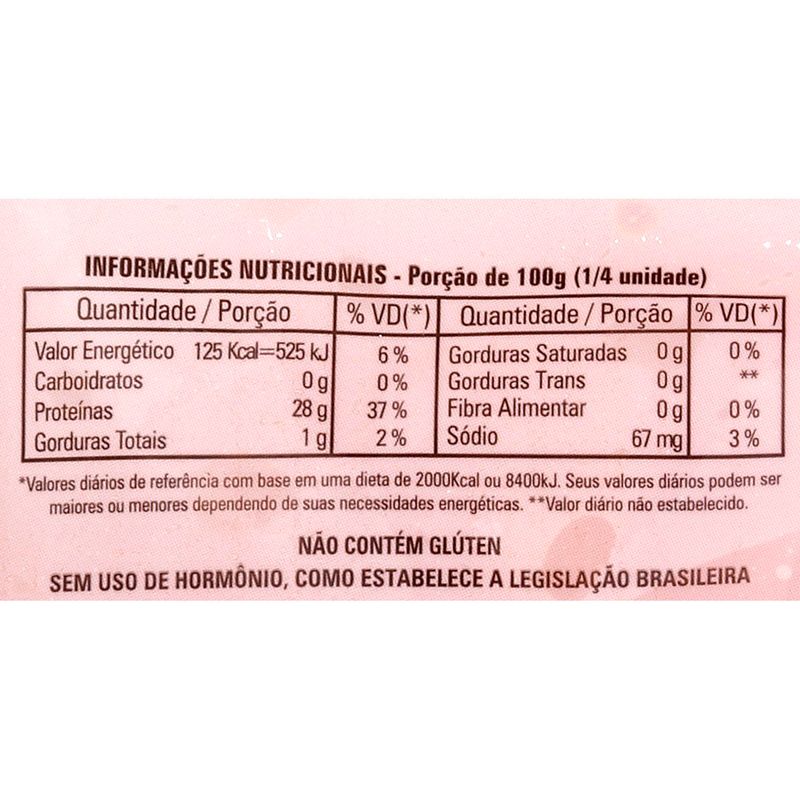 INFORMAÇÕES NUTRICIONAIS - Porção de 100g (1/4 unidade)
Quantidade / Porção % VD(*) Quantidade / Porção % VD(*)
Valor Energético 125 Kcal=525 kJ 6 % Gorduras Saturadas 0 g 0 %
Carboidratos 0 g 0 % Gorduras Trans 0 g **
Proteínas 28 g 37 % Fibra Alimentar 0 g 0 %
Gorduras Totais 1 g 2 % Sódio 67 mg 3 %
*Valores diários de referência com base em uma dieta de 2000Kcal ou 8400kJ. Seus valores diários podem ser
maiores ou menores dependendo de suas necessidades energéticas. **Valor diário não estabelecido.
NÃO CONTÉM GLÚTEN
SEM USO DE HORMÔNIO, COMO ESTABELECE A LEGISLAÇÃO BRASILEIRA